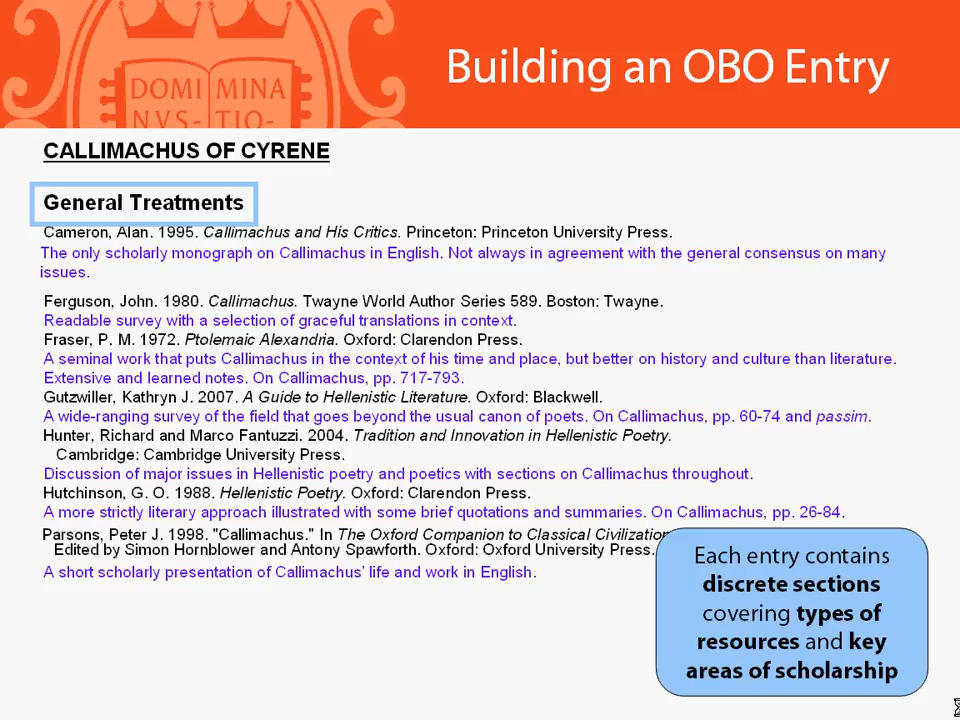 Building an OBO Entry
DOMI MINA
NVS- TIO-
CALLIMACHUS OF CYRENE
General Treatments
Cameron, Alan. 1995. Callimachus and His Critics. Princeton: Princeton University Press.
The only scholarly monograph on Callimachus in English. Not always in agreement with the general consensus on many
issues.
Ferguson, John. 1980. Callimachus. Twayne World Author Series 589. Boston: Twayne.
Readable survey with a selection of graceful translations in context.
Fraser, P. M. 1972. Ptolemaic Alexandria. Oxford: Clarendon Press.
A seminal work that puts Callimachus in the context of his time and place, but better on history and culture than literature.
Extensive and learned notes. On Callimachus, pp. 717-793.
Gutzwiller, Kathryn J. 2007. A Guide to Hellenistic Literature. Oxford: Blackwell.
A wide-ranging survey of the field that goes beyond the usual canon of poets. On Callimachus, pp. 60-74 and passim.
Hunter, Richard and Marco Fantuzzi. 2004. Tradition and Innovation in Hellenistic Poetry.
Cambridge: Cambridge University Press.
Discussion of major issues in Hellenistic poetry and poetics with sections on Callimachus throughout.
Hutchinson, G. O. 1988. Hellenistic Poetry. Oxford: Clarendon Press.
A more strictly literary approach illustrated with some brief quotations and summaries. On Callimachus, pp. 26-84.
Parsons, Peter J. 1998. "Callimachus." In The Oxford Companion to Classical Civilization
Edited by Simon Hornblower and Antony Spawforth. Oxford: Oxford University Press.
A short scholarly presentation of Callimachus' life and work in English.
Each entry contains
discrete sections
covering types of
resources and key
areas of scholarship